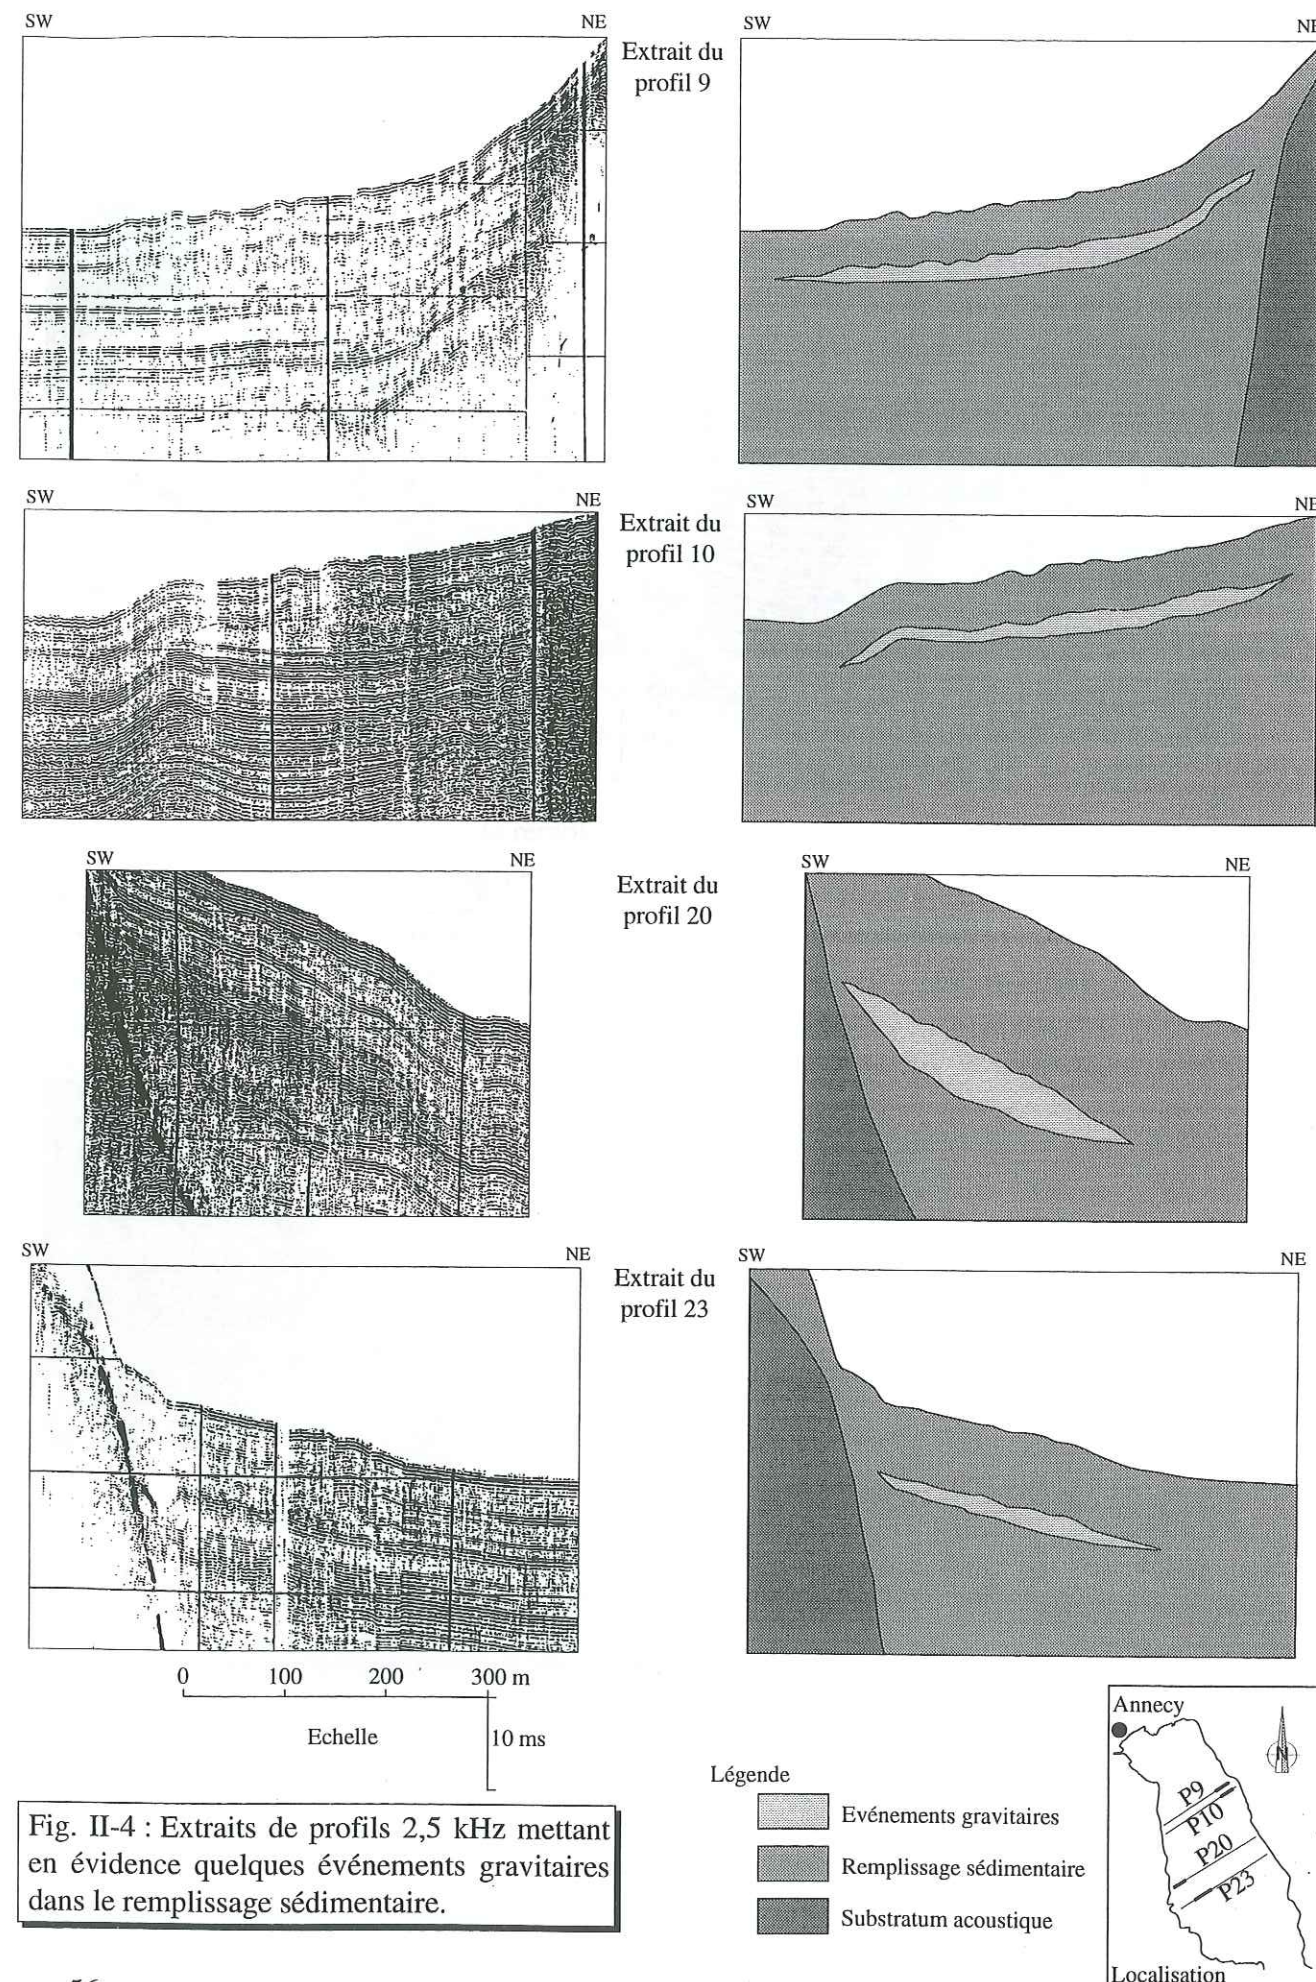 SW
NE
Extrait du
profil 9
SW
NE
SW
NE
Extrait du
profil 10
SW
NE
SW
NE
Extrait du
profil 20
SW
NE
SW
NE
Extrait du
profil 23
SW
NE
0 100 200 300 m
Echelle
10 ms
Fig. II-4 : Extraits de profils 2,5 kHz mettant
en évidence quelques événements gravitaires
dans le remplissage sédimentaire.
Légende
Evénements gravitaires
Remplissage sédimentaire
Substratum acoustique
Annecy
N
P9
P10
P20
P23
Localisation